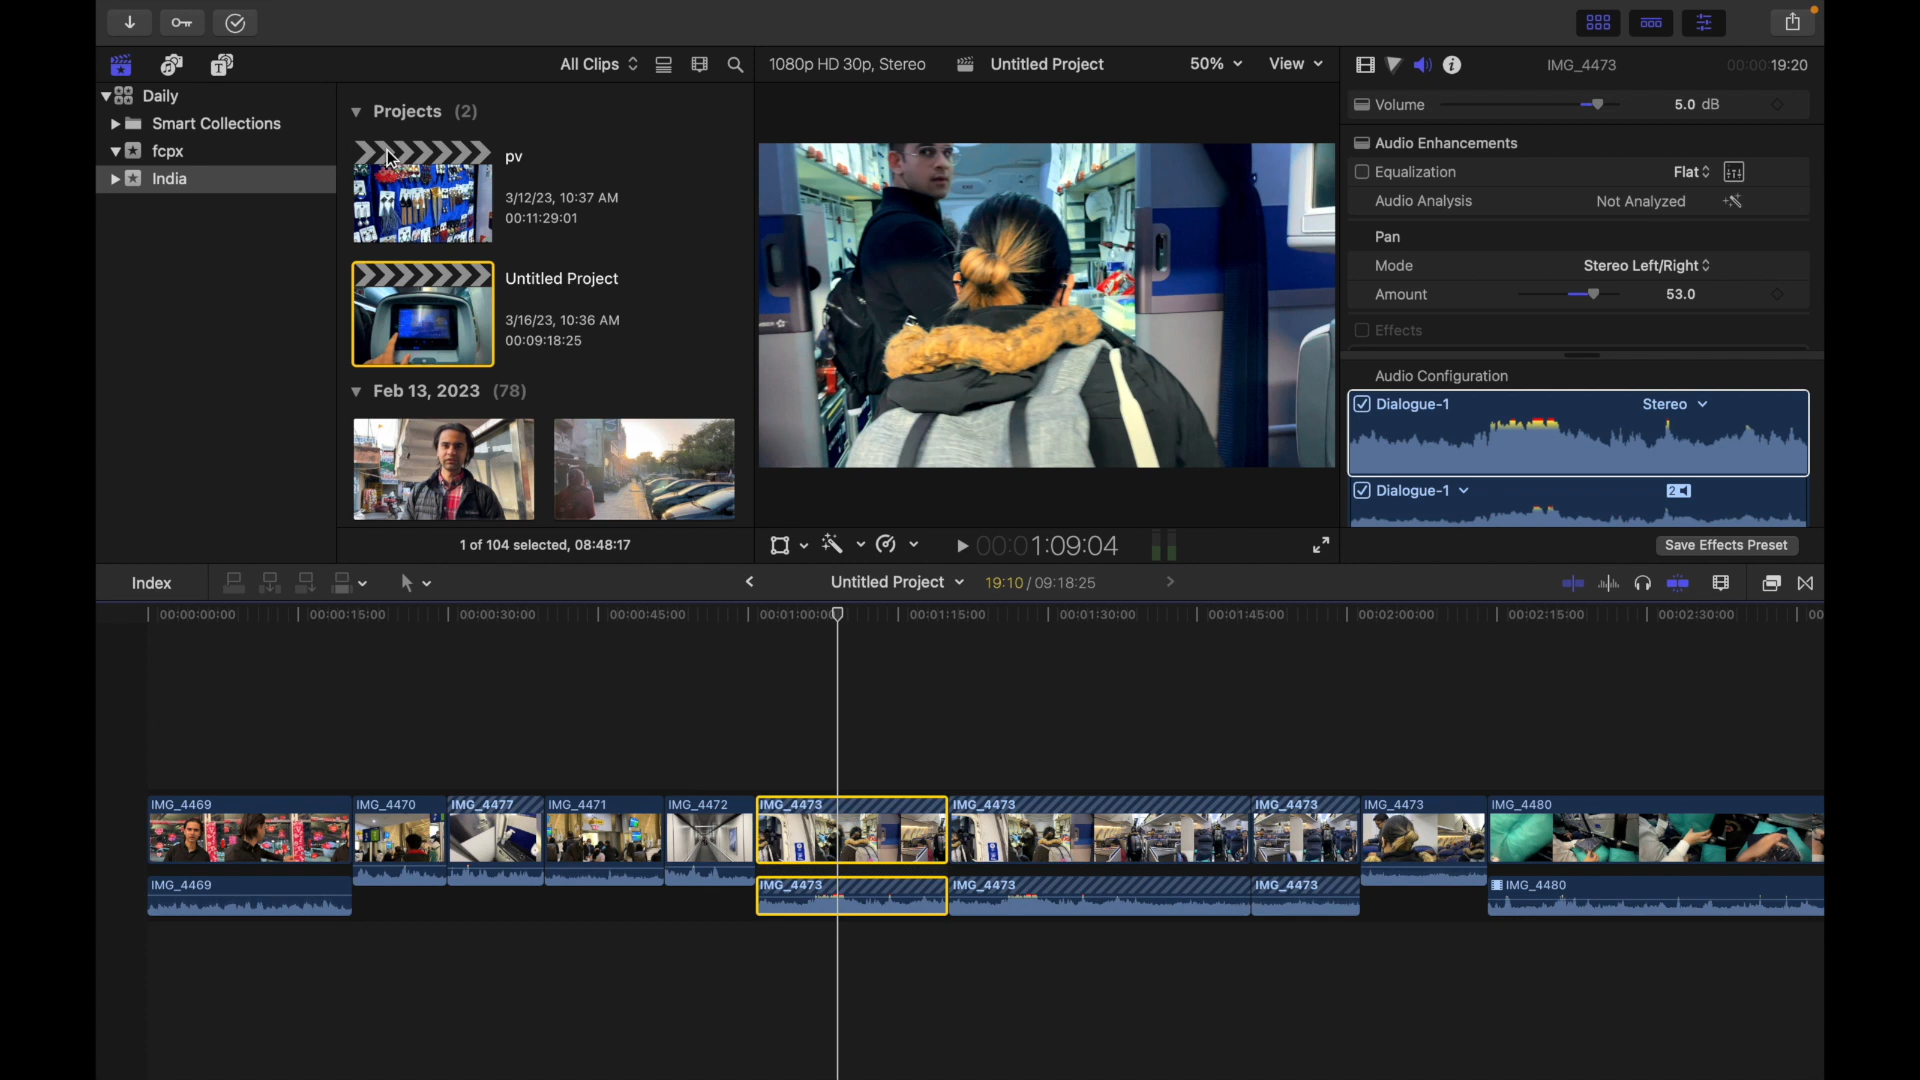 All Clips
1080p HD 30p, Stereo
Untitled Project
50%
View
IMG_4473
00:00:19:20
Daily
Smart Collections
fcpx
India
Projects (2)
pv
3/12/23, 10:37 AM
00:11:29:01
Untitled Project
3/16/23, 10:36 AM
00:09:18:25
Feb 13, 2023 (78)
1 of 104 selected, 08:48:17
Volume
5.0 dB
Audio Enhancements
Equalization
Flat
Audio Analysis
Not Analyzed
Pan
Mode
Stereo Left/Right
Amount
53.0
Effects
Audio Configuration
Dialogue-1
Stereo
Dialogue-1
2
Save Effects Preset
00:01:09:04
Index
Untitled Project
19:10 / 09:18:25
00:00:00:00
00:00:15:00
00:00:30:00
00:00:45:00
00:01:00:00
00:01:15:00
00:01:30:00
00:01:45:00
00:02:00:00
00:02:15:00
00:02:30:00
00
IMG_4469
IMG_4470
IMG_4477
IMG_4471
IMG_4472
IMG_4473
IMG_4473
IMG_4473
IMG_4473
IMG_4480
IMG_4469
IMG_4473
IMG_4473
IMG_4473
IMG_4480